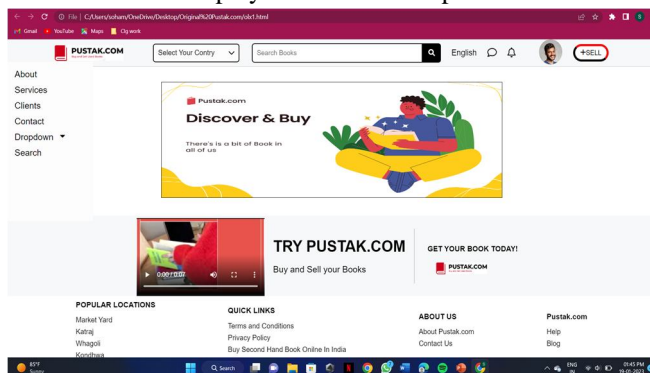 File | C:/Users/soham/OneDrive/Desktop/Original%20Pustak.com/olx1.html
Gmail YouTube Maps Clg work
PUSTAK.COM Select Your Contry Search Books English +SELL
About
Services
Clients
Contact
Dropdown
Search
Pustak.com
Discover & Buy
There's is a bit of Book in
all of us
0:00 / 0:07
TRY PUSTAK.COM
Buy and Sell your Books
GET YOUR BOOK TODAY!
PUSTAK.COM
POPULAR LOCATIONS
Market Yard
Katraj
Whagoli
Kondhwa
QUICK LINKS
Terms and Conditions
Privacy Policy
Buy Second Hand Book Onilne In India
ABOUT US
About Pustak.com
Contact Us
Pustak.com
Help
Blog
85°F
Sunny
Search
ENG
IN
01:45 PM
19-01-2023